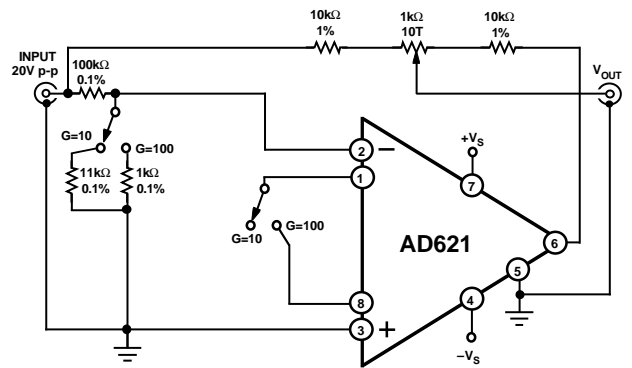 10kΩ
1%
1kΩ
10T
10kΩ
1%
INPUT
20V p-p
100kΩ
0.1%
VOUT
G=10
G=100
11kΩ
0.1%
1kΩ
0.1%
G=10
G=100
2
−
1
+VS
7
AD621
6
5
8
4
3
+
−VS